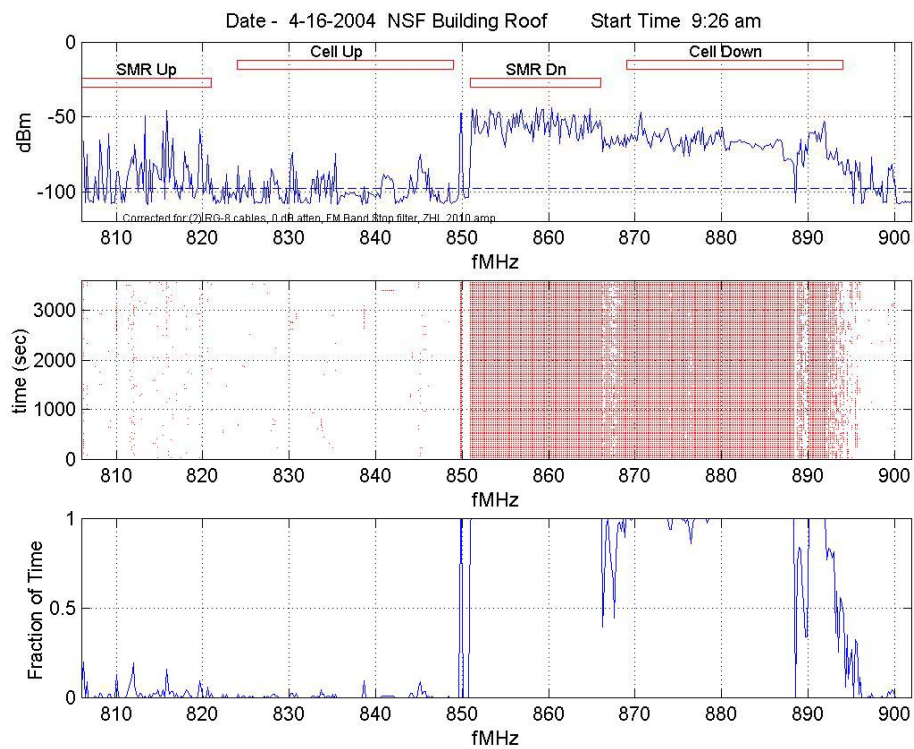 Date - 4-16-2004 NSF Building Roof Start Time 9:26 am
0
-50
-100
dBm
SMR Up
Cell Up
SMR Dn
Cell Down
Corrected for:(2) RG-8 cables, 0 dB atten, FM Band Stop filter, ZHL 2010 amp
810 820 830 840 850 860 870 880 890 900
fMHz
3000
2000
1000
0
time (sec)
810 820 830 840 850 860 870 880 890 900
fMHz
1
0.5
0
Fraction of Time
810 820 830 840 850 860 870 880 890 900
fMHz